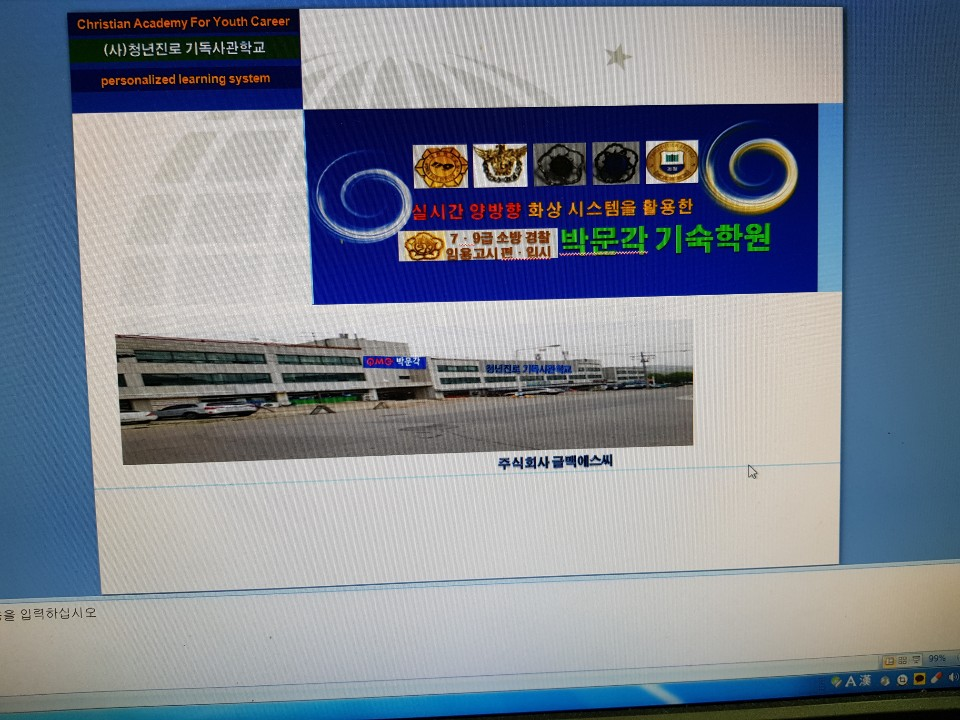 Christian Academy For Youth Career
(사)청년진로 기독사관학교
personalized learning system
실시간 양방향 화상 시스템을 활용한
7 · 9급 소방 경찰
임용고시 편 · 입시
박문각 기숙학원
박문각
청년진로 기독사관학교
주식회사 글멕에스씨
을 입력하십시오
99%
A 漢